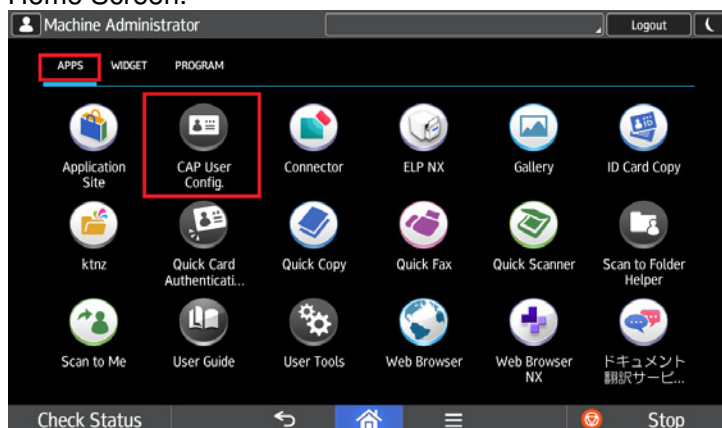 Home Screen.
Machine Administrator
Logout
APPS WIDGET PROGRAM
Application
Site
CAP User
Config.
Connector
ELP NX
Gallery
ID Card Copy
ktnz
Quick Card
Authenticati...
Quick Copy
Quick Fax
Quick Scanner
Scan to Folder
Helper
Scan to Me
User Guide
User Tools
Web Browser
Web Browser
NX
ドキュメント
翻訳サービ...
Check Status
Stop